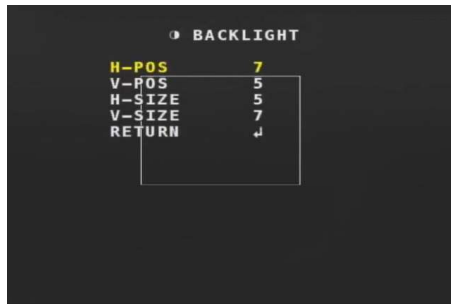 BACKLIGHT
H-POS 7
V-POS 5
H-SIZE 5
V-SIZE 7
RETURN ↲